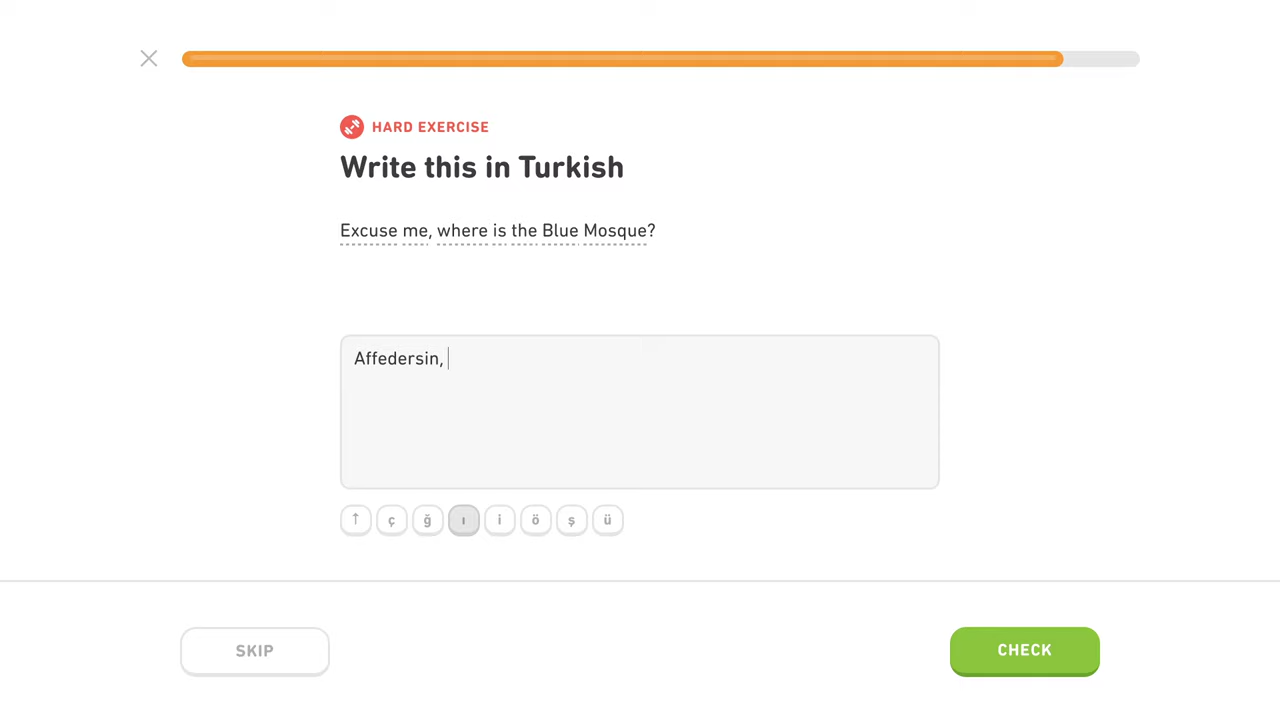 HARD EXERCISE
Write this in Turkish
Excuse me, where is the Blue Mosque?
Affedersin,
↑ ç ğ ı i ö ş ü
SKIP
CHECK